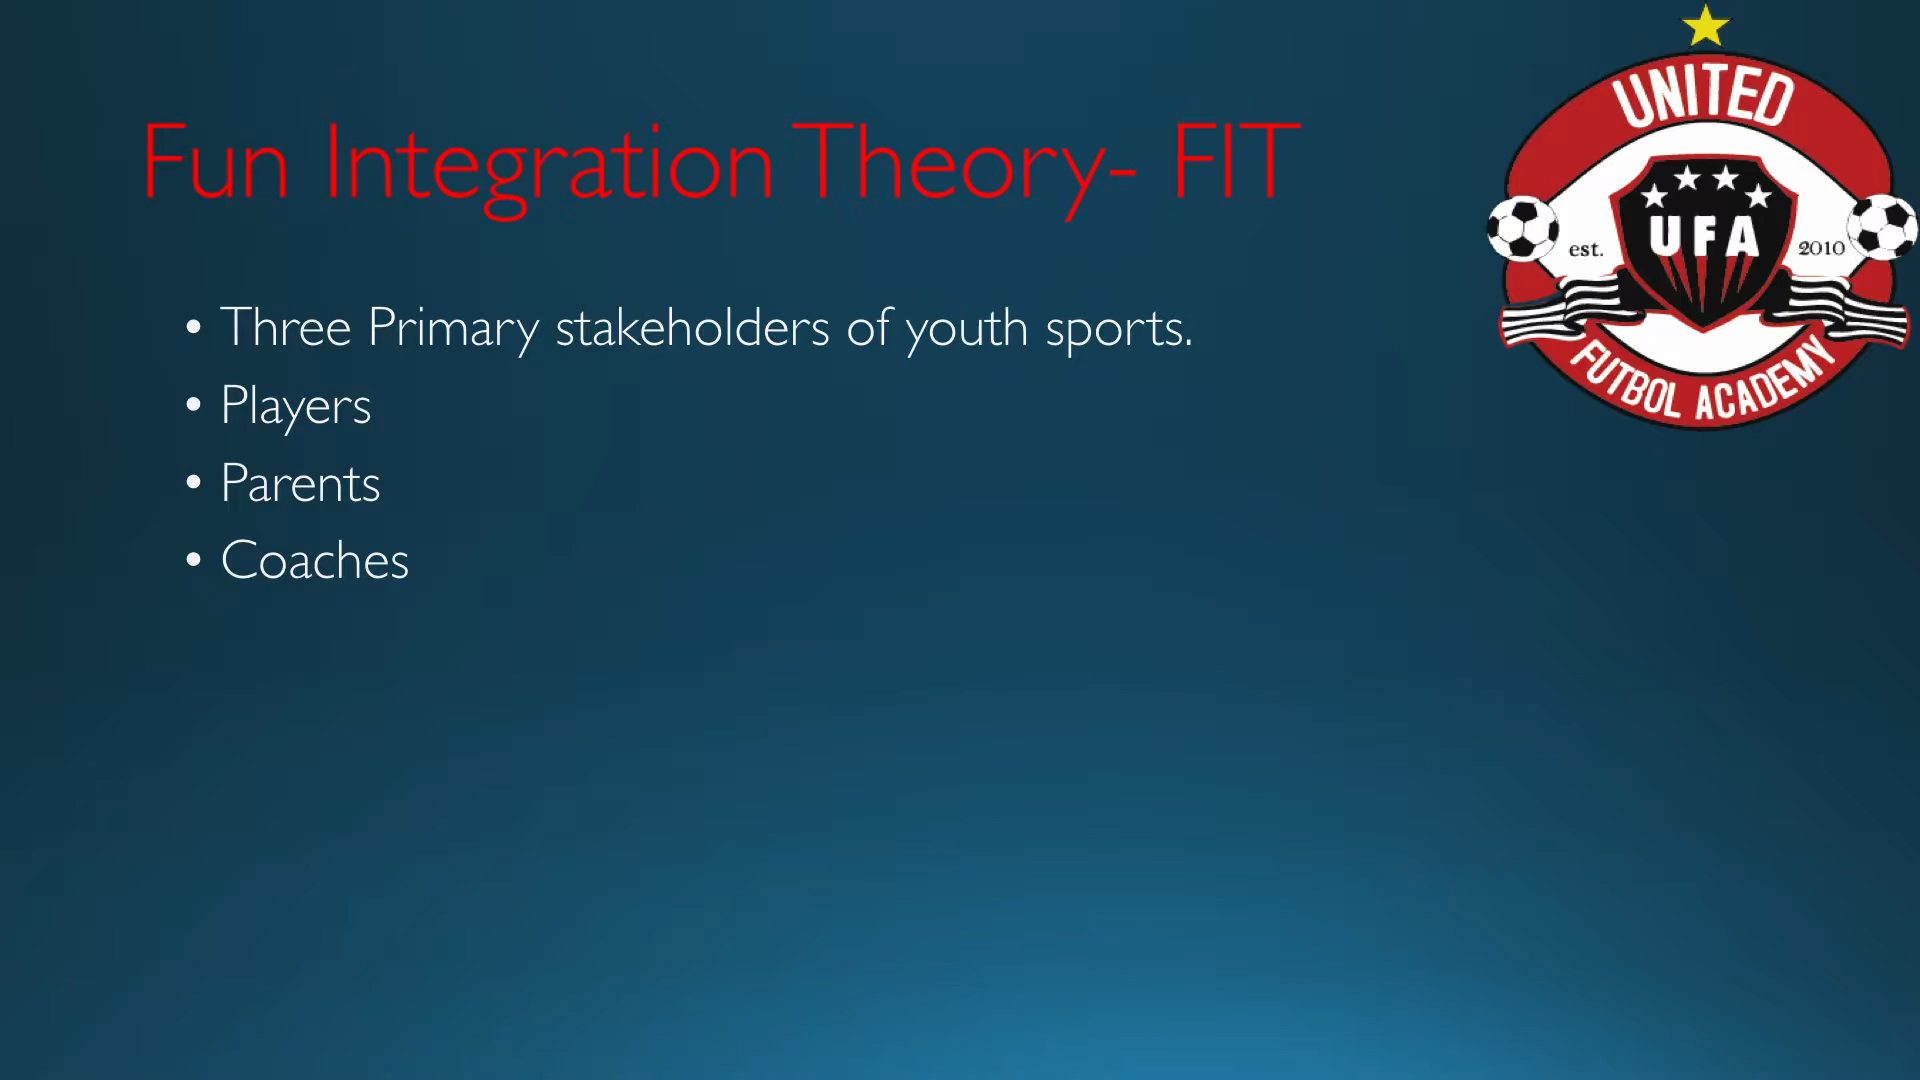 Fun Integration Theory- FIT
• Three Primary stakeholders of youth sports.
• Players
• Parents
• Coaches
UNITED
UFA
est. 2010
FUTBOL ACADEMY